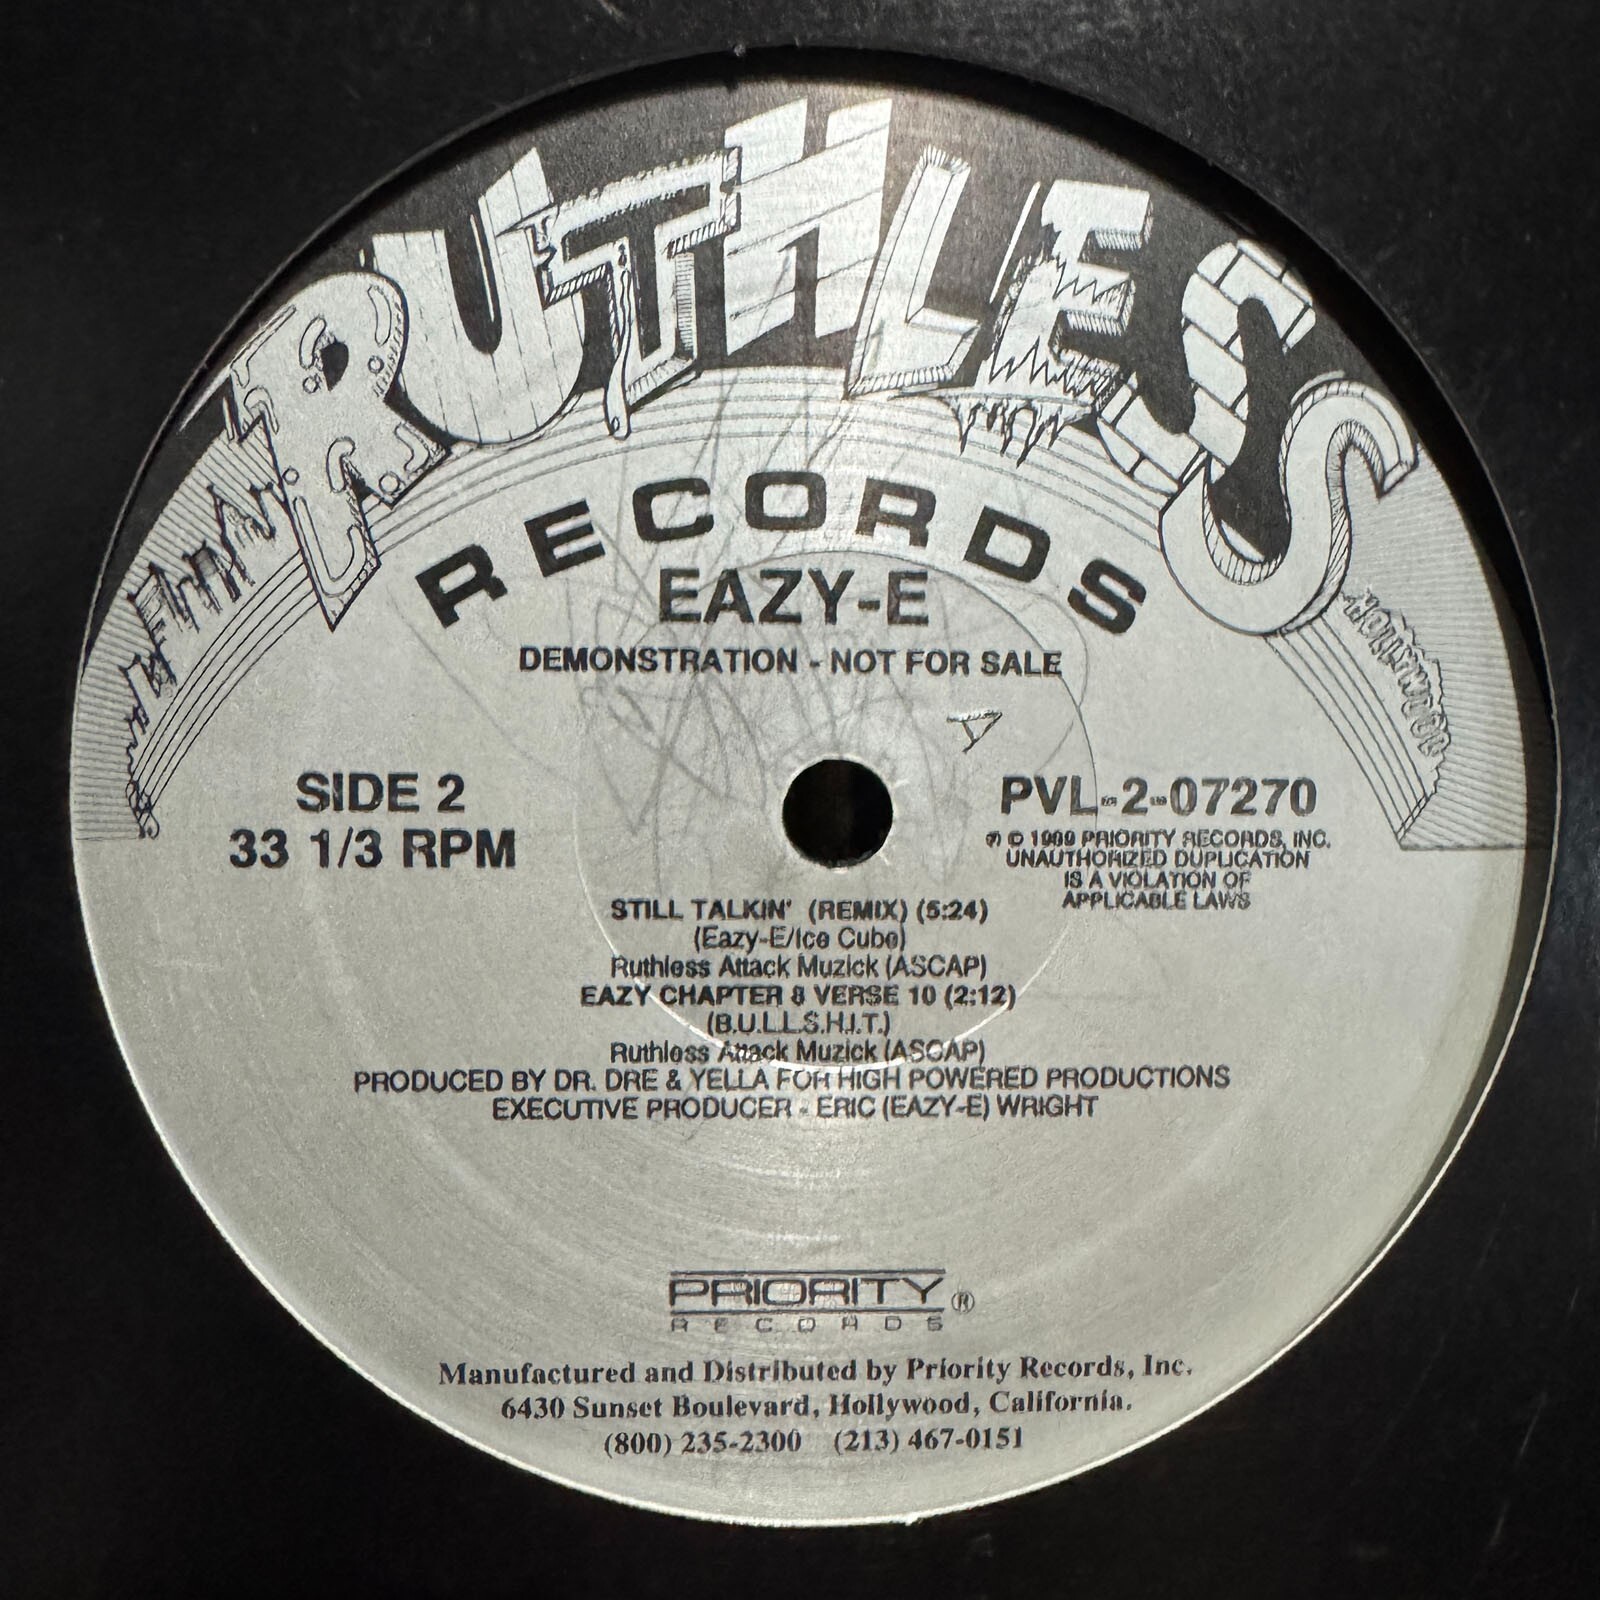 RUTHLESS
RECORDS
HOLLYWOOD
EAZY-E
DEMONSTRATION - NOT FOR SALE
A
SIDE 2
33 1/3 RPM
PVL-2-07270
℗ © 1989 PRIORITY RECORDS, INC.
UNAUTHORIZED DUPLICATION
IS A VIOLATION OF
APPLICABLE LAWS
STILL TALKIN' (REMIX) (5:24)
(Eazy-E/Ice Cube)
Ruthless Attack Muzick (ASCAP)
EAZY CHAPTER 8 VERSE 10 (2:12)
(B.U.L.L.S.H.I.T.)
Ruthless Attack Muzick (ASCAP)
PRODUCED BY DR. DRE & YELLA FOR HIGH POWERED PRODUCTIONS
EXECUTIVE PRODUCER - ERIC (EAZY-E) WRIGHT
PRIORITY ®
RECORDS
Manufactured and Distributed by Priority Records, Inc.
6430 Sunset Boulevard, Hollywood, California.
(800) 235-2300 (213) 467-0151